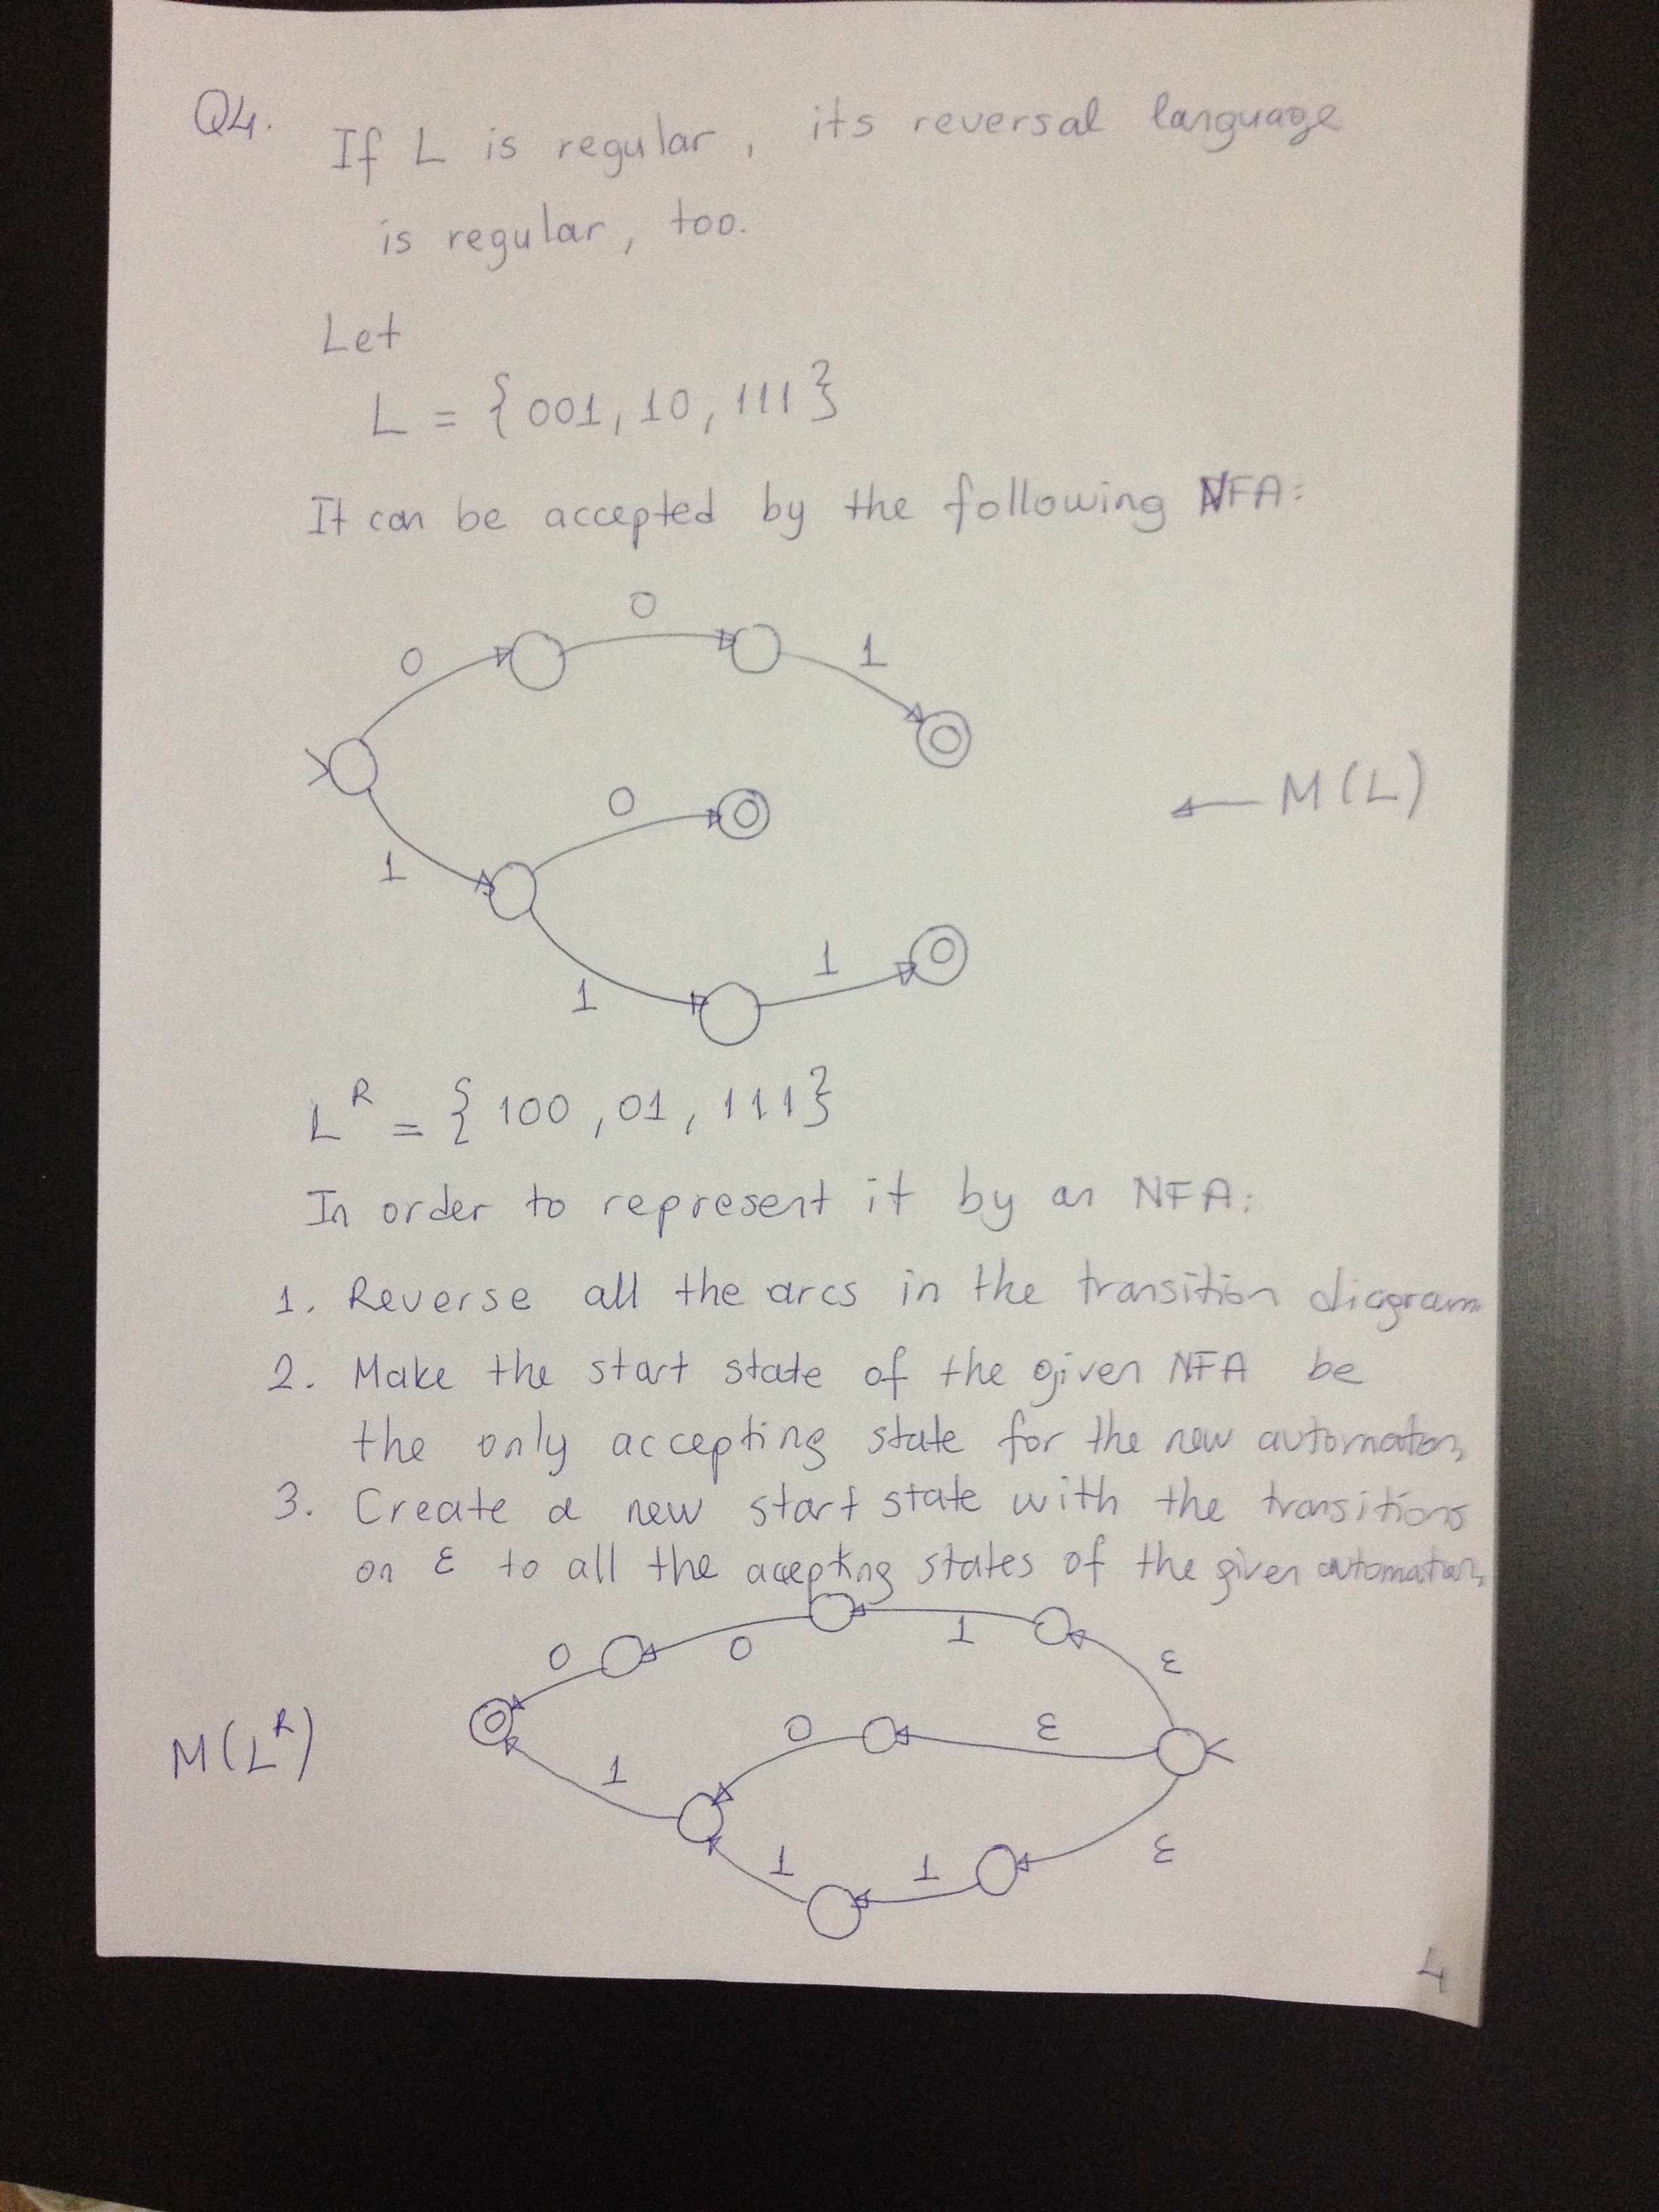 Q4. If L is regular, its reversal language
is regular, too.
Let
L = {001, 10, 111}
It can be accepted by the following NFA:
0
0
1
0
1
1
1
← M(L)
L^R = {100, 01, 111}
In order to represent it by an NFA:
1. Reverse all the arcs in the transition diagram
2. Make the start state of the given NFA be
the only accepting state for the new automaton
3. Create a new start state with the transitions
on ε to all the accepting states of the given automaton
0
0
1
ε
M(L^R)
0
ε
1
1
1
ε
4